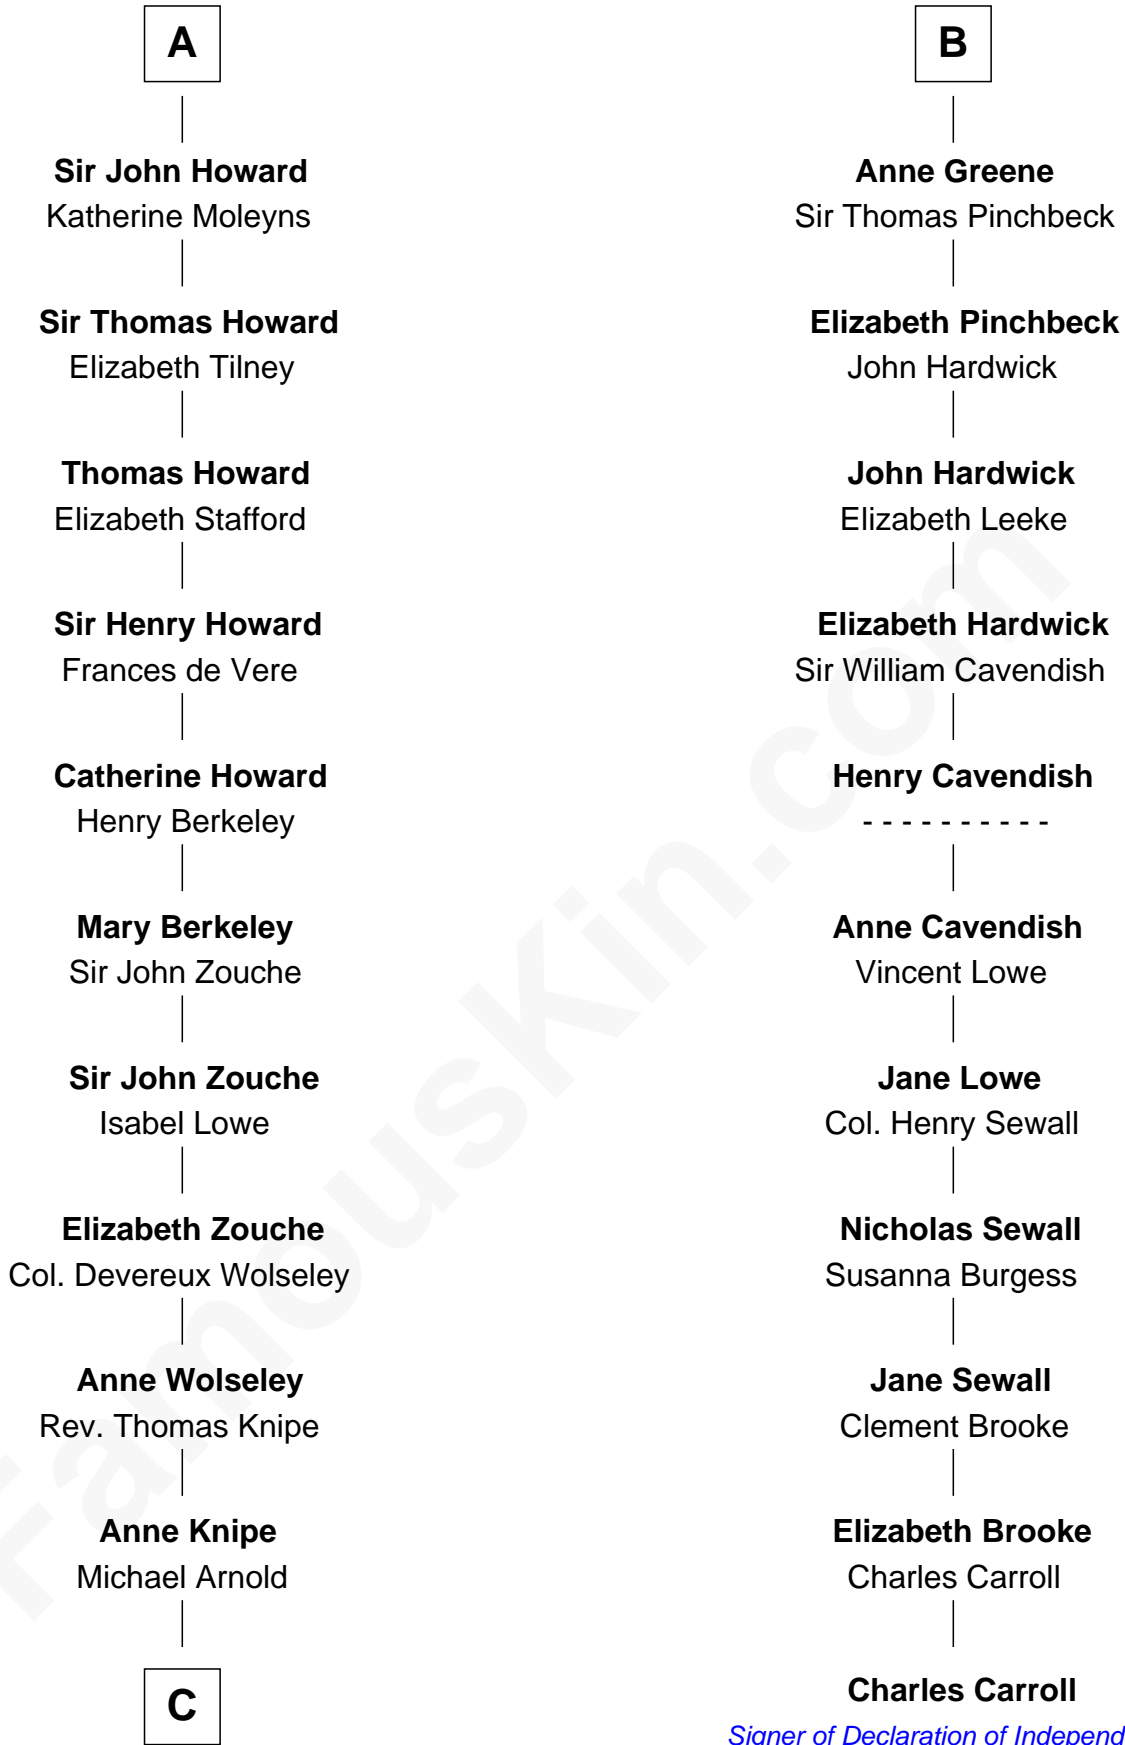 A
Sir John Howard
Katherine Moleyns
Sir Thomas Howard
Elizabeth Tilney
Thomas Howard
Elizabeth Stafford
Sir Henry Howard
Frances de Vere
Catherine Howard
Henry Berkeley
Mary Berkeley
Sir John Zouche
Sir John Zouche
Isabel Lowe
Elizabeth Zouche
Col. Devereux Wolseley
Anne Wolseley
Rev. Thomas Knipe
Anne Knipe
Michael Arnold
C
B
Anne Greene
Sir Thomas Pinchbeck
Elizabeth Pinchbeck
John Hardwick
John Hardwick
Elizabeth Leeke
Elizabeth Hardwick
Sir William Cavendish
Henry Cavendish
- - - - - - - - - -
Anne Cavendish
Vincent Lowe
Jane Lowe
Col. Henry Sewall
Nicholas Sewall
Susanna Burgess
Jane Sewall
Clement Brooke
Elizabeth Brooke
Charles Carroll
Charles Carroll
Signer of Declaration of Independ
FamousKin.com